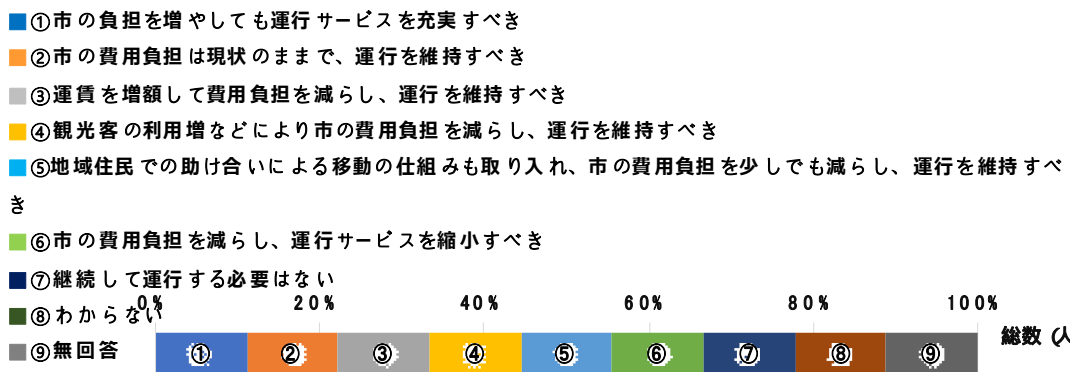 ①市の負担を増やしても運行サービスを充実すべき
②市の費用負担は現状のままで、運行を維持すべき
③運賃を増額して費用負担を減らし、運行を維持すべき
④観光客の利用増などにより市の費用負担を減らし、運行を維持すべき
⑤地域住民での助け合いによる移動の仕組みも取り入れ、市の費用負担を少しでも減らし、運行を維持すべ
き
⑥市の費用負担を減らし、運行サービスを縮小すべき
⑦継続して運行する必要はない
0% 20% 40% 60% 80% 100%
⑧わからない
総数 (人
⑨無回答
① ② ③ ④ ⑤ ⑥ ⑦ ⑧ ⑨